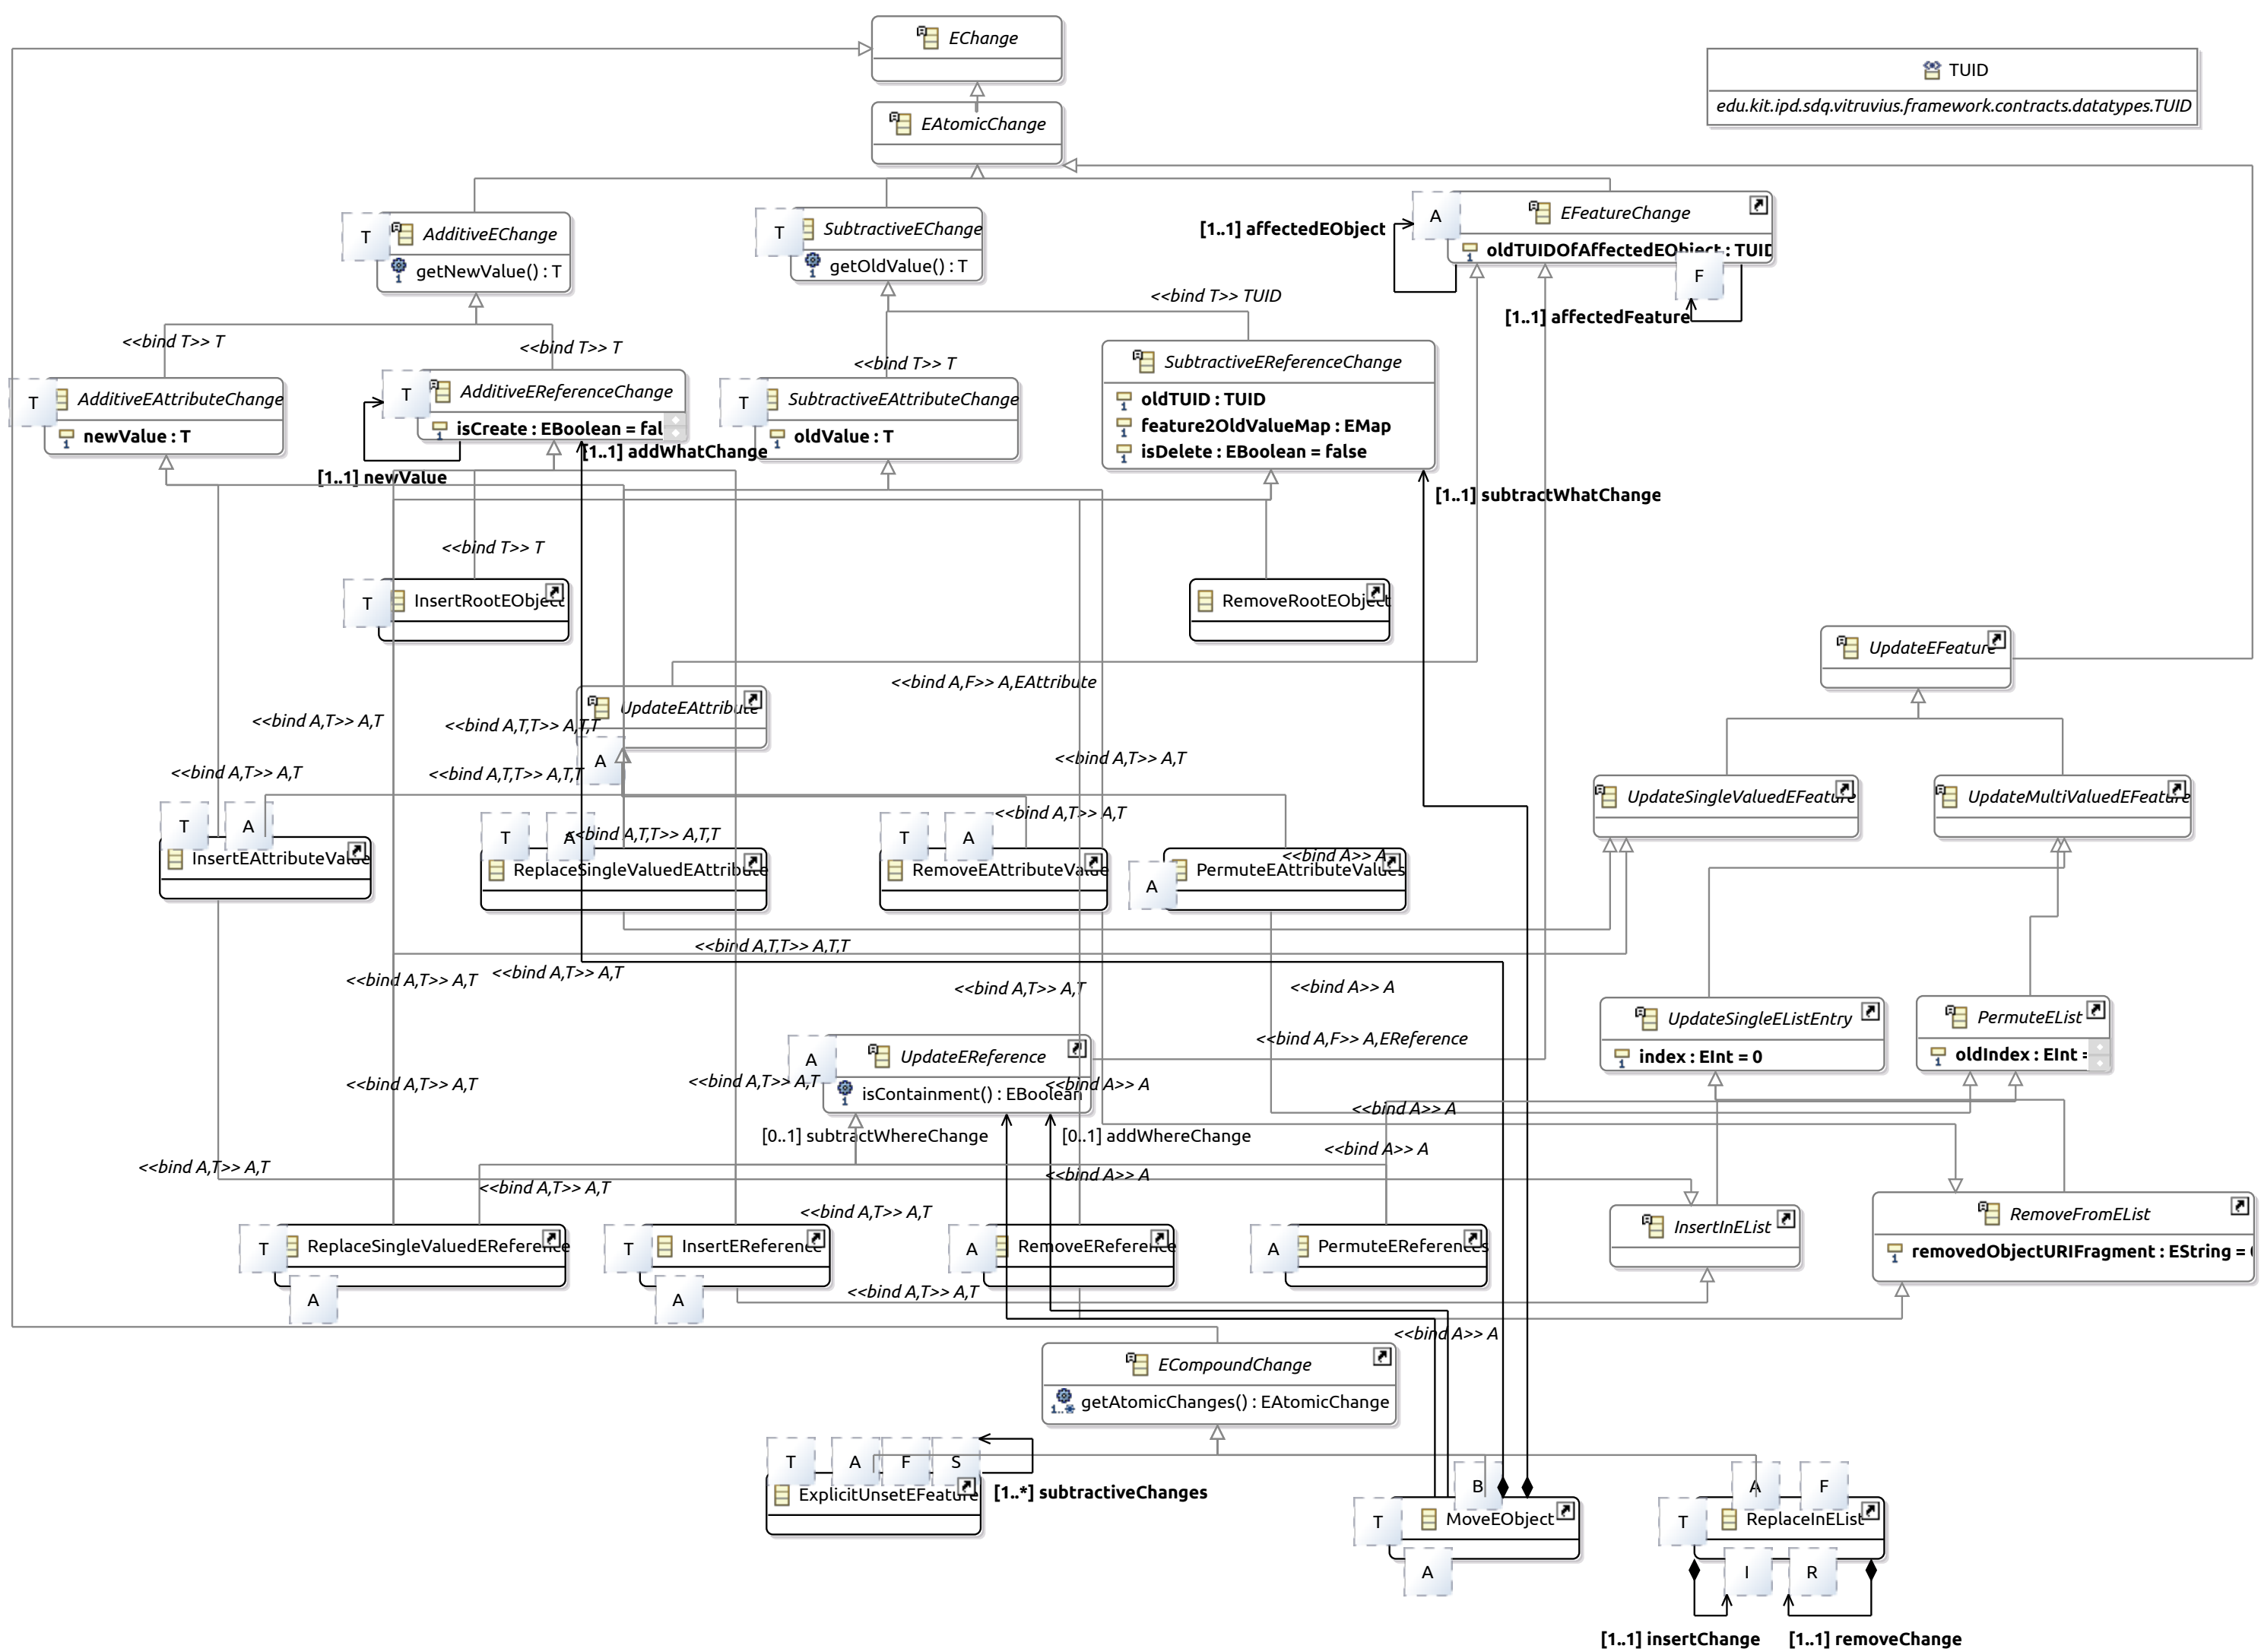 EChange
TUID
edu.kit.ipd.sdq.vitruvius.framework.contracts.datatypes.TUID
EAtomicChange
T
AdditiveEChange
getNewValue() : T
T
SubtractiveEChange
getOldValue() : T
A
EFeatureChange
oldTUIDOfAffectedEObject : TUID
[1..1] affectedEObject
F
[1..1] affectedFeature
<<bind T>> TUID
<<bind T>> T
<<bind T>> T
<<bind T>> T
T
AdditiveEAttributeChange
newValue : T
T
AdditiveEReferenceChange
isCreate : EBoolean = fal
[1..1] addWhatChange
[1..1] newValue
T
SubtractiveEAttributeChange
oldValue : T
SubtractiveEReferenceChange
oldTUID : TUID
feature2OldValueMap : EMap
isDelete : EBoolean = false
[1..1] subtractWhatChange
<<bind T>> T
T
InsertRootEObject
RemoveRootEObject
UpdateEFeature
<<bind A,F>> A,EAttribute
UpdateEAttribute
A
<<bind A,T>> A,T
<<bind A,T,T>> A,T,T
<<bind A,T>> A,T
<<bind A,T>> A,T
<<bind A,T,T>> A,T,T
<<bind A,T>> A,T
<<bind A,T,T>> A,T,T
<<bind A>> A
UpdateSingleValuedEFeature
UpdateMultiValuedEFeature
T
A
InsertEAttributeValue
T
A
ReplaceSingleValuedEAttribute
T
A
RemoveEAttributeValue
A
PermuteEAttributeValues
<<bind A,T,T>> A,T,T
<<bind A,T>> A,T
<<bind A,T>> A,T
<<bind A,T>> A,T
<<bind A>> A
UpdateSingleEListEntry
index : EInt = 0
PermuteEList
oldIndex : EInt =
A
UpdateEReference
isContainment() : EBoolean
<<bind A,F>> A,EReference
<<bind A,T>> A,T
<<bind A,T>> A,T
<<bind A>> A
<<bind A>> A
[0..1] subtractWhereChange
[0..1] addWhereChange
<<bind A>> A
<<bind A,T>> A,T
<<bind A>> A
<<bind A,T>> A,T
<<bind A,T>> A,T
InsertInEList
RemoveFromEList
removedObjectURIFragment : EString =
T
ReplaceSingleValuedEReference
A
T
InsertEReference
A
A
RemoveEReference
A
PermuteEReferences
<<bind A,T>> A,T
<<bind A>> A
ECompoundChange
getAtomicChanges() : EAtomicChange
1..*
T
A
F
S
ExplicitUnsetEFeature
[1..*] subtractiveChanges
B
T
MoveEObject
A
A
F
T
ReplaceInEList
I
R
[1..1] insertChange
[1..1] removeChange